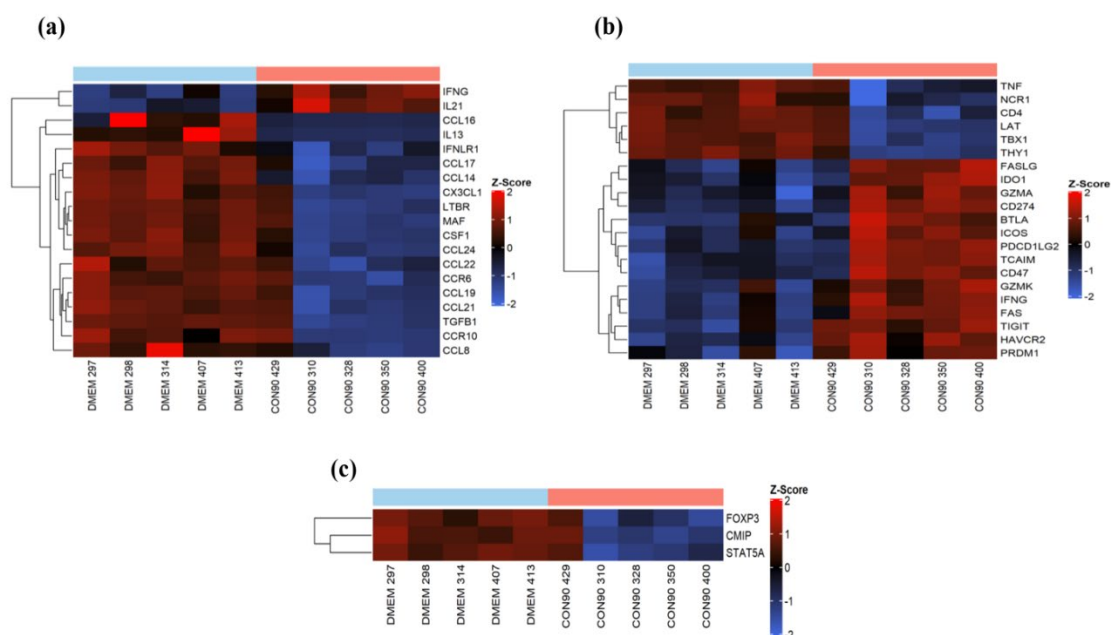 (a)
IFNG
IL21
CCL16
IL13
IFNLR1
CCL17
CCL14
CX3CL1
LTBR
MAF
CSF1
CCL24
CCL22
CCR6
CCL19
CCL21
TGFB1
CCR10
CCL8
Z-Score
2
1
0
-1
-2
DMEM 297
DMEM 298
DMEM 314
DMEM 407
DMEM 413
CON90 429
CON90 310
CON90 328
CON90 350
CON90 400
(b)
TNF
NCR1
CD4
LAT
TBX1
THY1
FASLG
IDO1
GZMA
CD274
BTLA
ICOS
PDCD1LG2
TCAIM
CD47
GZMK
IFNG
FAS
TIGIT
HAVCR2
PRDM1
Z-Score
2
1
0
-1
-2
DMEM 297
DMEM 298
DMEM 314
DMEM 407
DMEM 413
CON90 429
CON90 310
CON90 328
CON90 350
CON90 400
(c)
FOXP3
CMIP
STAT5A
Z-Score
2
1
0
-1
2
DMEM 297
DMEM 298
DMEM 314
DMEM 407
DMEM 413
CON90 429
CON90 310
CON90 328
CON90 350
CON90 400